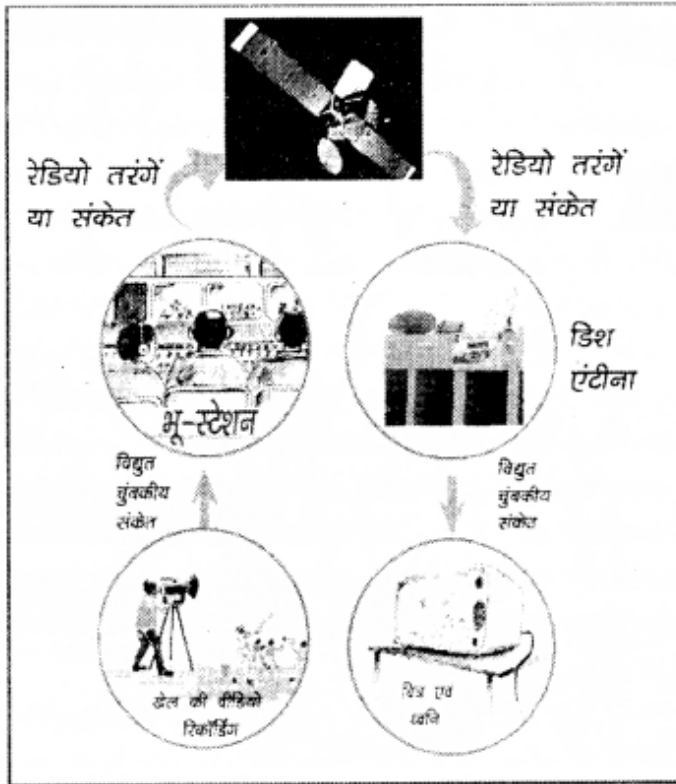 रेडियो तरंगें
या संकेत
रेडियो तरंगें
या संकेत
भू-स्टेशन
डिश
एंटीना
विद्युत
चुंबकीय
संकेत
विद्युत
चुंबकीय
संकेत
खेल की वीडियो
रिकॉर्डिंग
चित्र एवं
ध्वनि